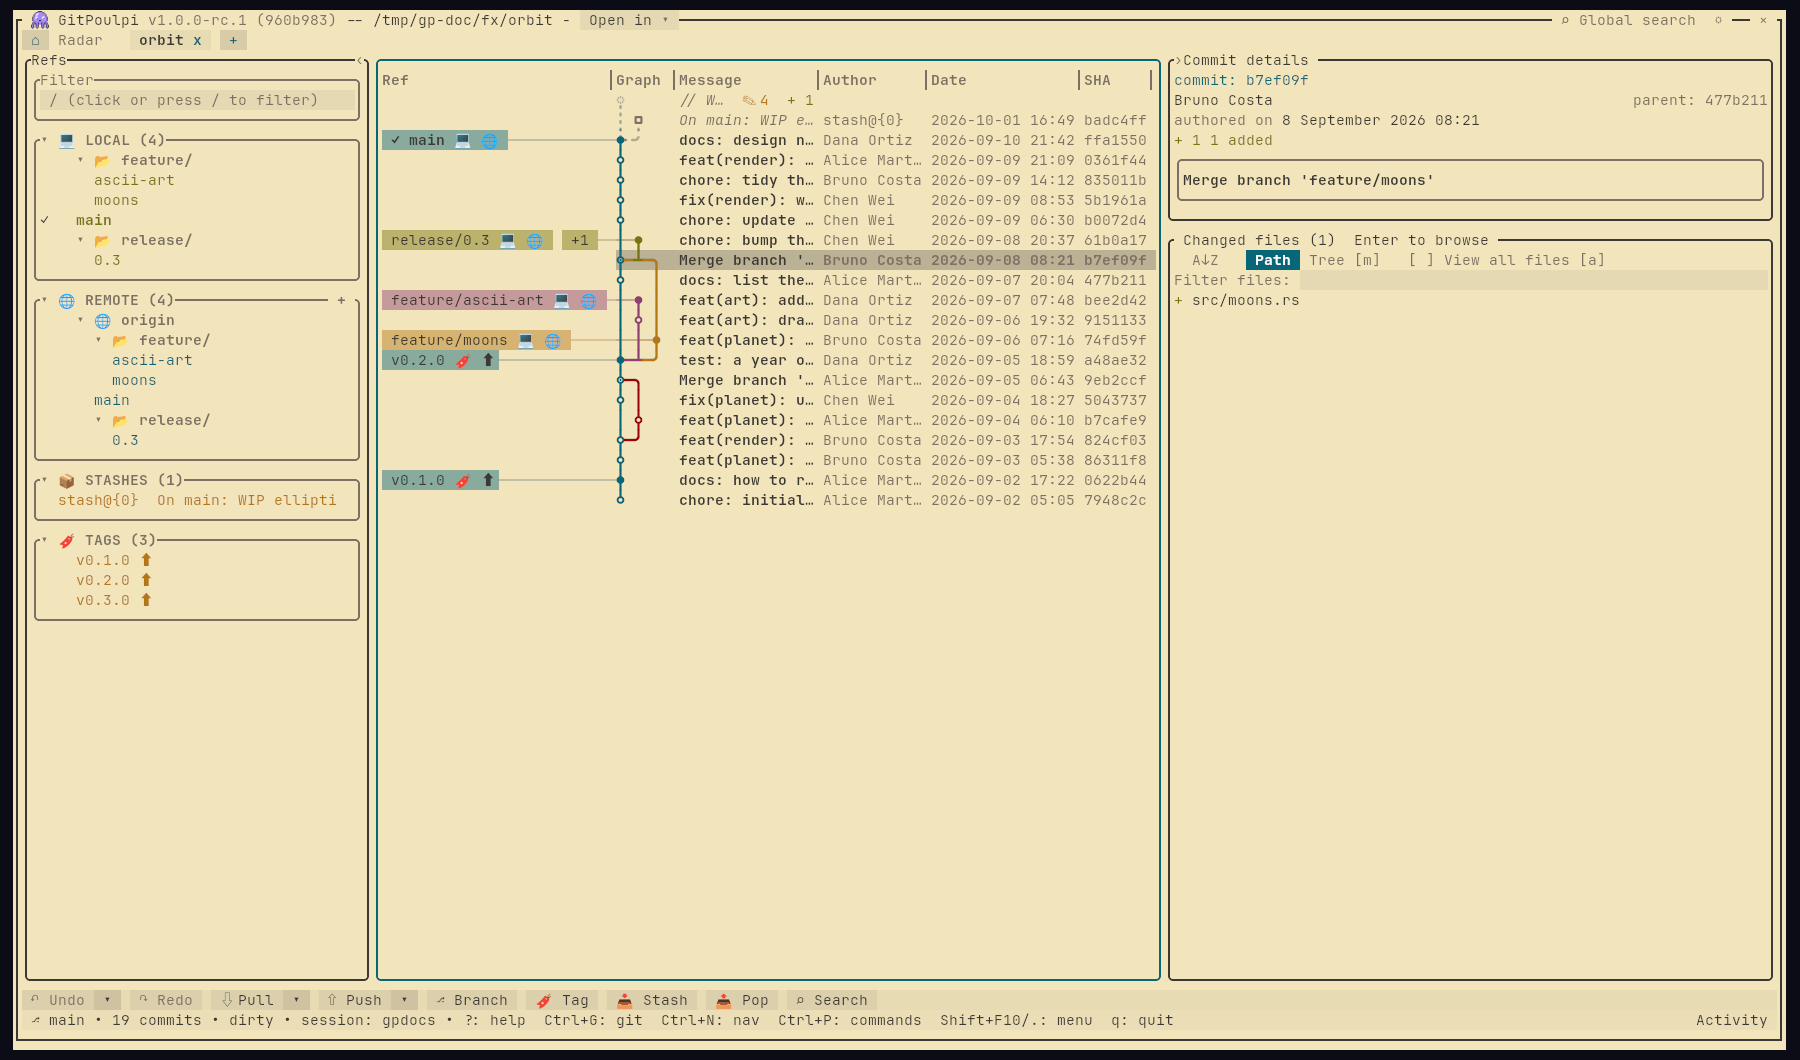 GitPoulpi v1.0.0-rc.1 (960b983) —— /tmp/gp-doc/fx/orbit - Open in ▾ ⌕ Global search ✕
⌂ Radar orbit x +
Refs
Filter
/ (click or press / to filter)
LOCAL (4)
feature/
ascii-art
moons
✓ main
release/
0.3
REMOTE (4) +
origin
feature/
ascii-art
moons
main
release/
0.3
STASHES (1)
stash@{0} On main: WIP ellipti
TAGS (3)
v0.1.0 ⬆
v0.2.0 ⬆
v0.3.0 ⬆
Ref Graph Message Author Date SHA
// W… ✎4 + 1
On main: WIP e… stash@{0} 2026-10-01 16:49 badc4ff
✓ main docs: design n… Dana Ortiz 2026-09-10 21:42 ffa1550
feat(render): … Alice Mart… 2026-09-09 21:09 0361f44
chore: tidy th… Bruno Costa 2026-09-09 14:12 835011b
fix(render): w… Chen Wei 2026-09-09 08:53 5b1961a
chore: update … Chen Wei 2026-09-09 06:30 b0072d4
release/0.3 +1 chore: bump th… Chen Wei 2026-09-08 20:37 61b0a17
Merge branch '… Bruno Costa 2026-09-08 08:21 b7ef09f
docs: list the… Alice Mart… 2026-09-07 20:04 477b211
feature/ascii-art feat(art): add… Dana Ortiz 2026-09-07 07:48 bee2d42
feat(art): dra… Dana Ortiz 2026-09-06 19:32 9151133
feature/moons feat(planet): … Bruno Costa 2026-09-06 07:16 74fd59f
v0.2.0 ⬆ test: a year o… Dana Ortiz 2026-09-05 18:59 a48ae32
Merge branch '… Alice Mart… 2026-09-05 06:43 9eb2ccf
fix(planet): u… Chen Wei 2026-09-04 18:27 5043737
feat(planet): … Alice Mart… 2026-09-04 06:10 b7cafe9
feat(render): … Bruno Costa 2026-09-03 17:54 824cf03
feat(planet): … Bruno Costa 2026-09-03 05:38 86311f8
v0.1.0 ⬆ docs: how to r… Alice Mart… 2026-09-02 17:22 0622b44
chore: initial… Alice Mart… 2026-09-02 05:05 7948c2c
Commit details
commit: b7ef09f
Bruno Costa parent: 477b211
authored on 8 September 2026 08:21
+ 1 1 added
Merge branch 'feature/moons'
Changed files (1) Enter to browse
A↓Z Path Tree [m] [ ] View all files [a]
Filter files:
+ src/moons.rs
Undo ▾ Redo Pull ▾ Push ▾ Branch Tag Stash Pop Search
main • 19 commits • dirty • session: gpdocs • ?: help Ctrl+G: git Ctrl+N: nav Ctrl+P: commands Shift+F10/.: menu q: quit Activity